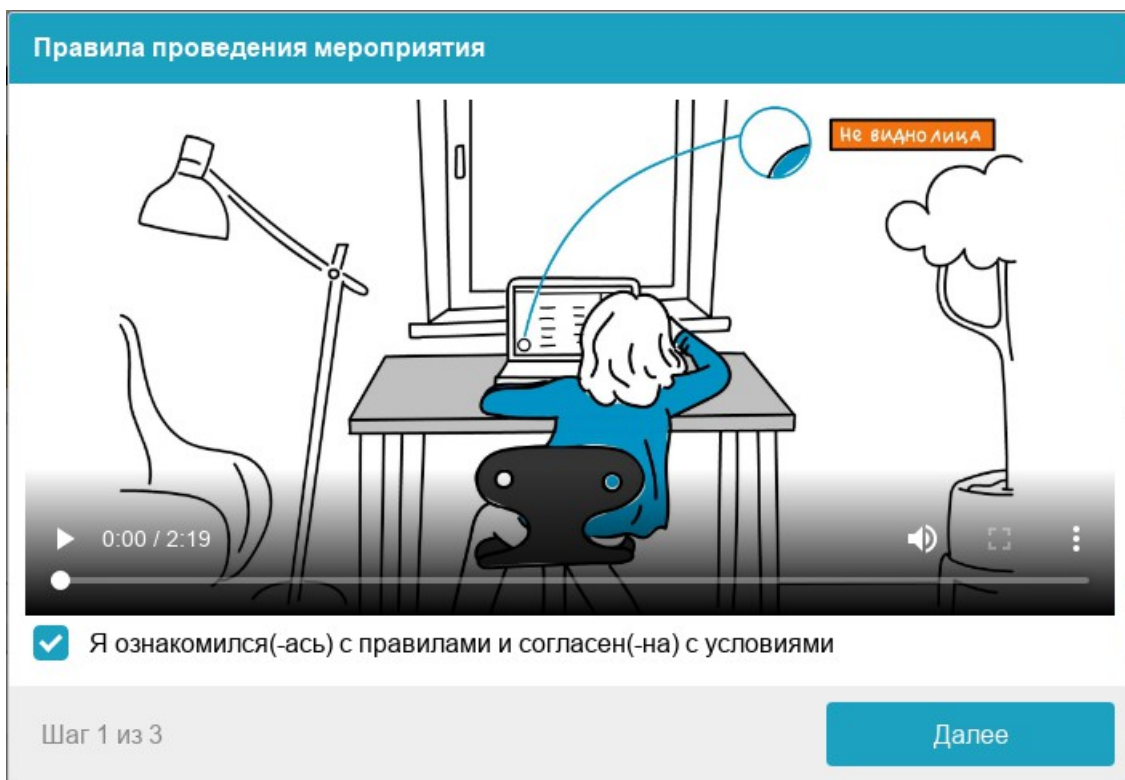 Правила проведения мероприятия
Не видно лица
0:00 / 2:19
Я ознакомился(-ась) с правилами и согласен(-на) с условиями
Шаг 1 из 3
Далее